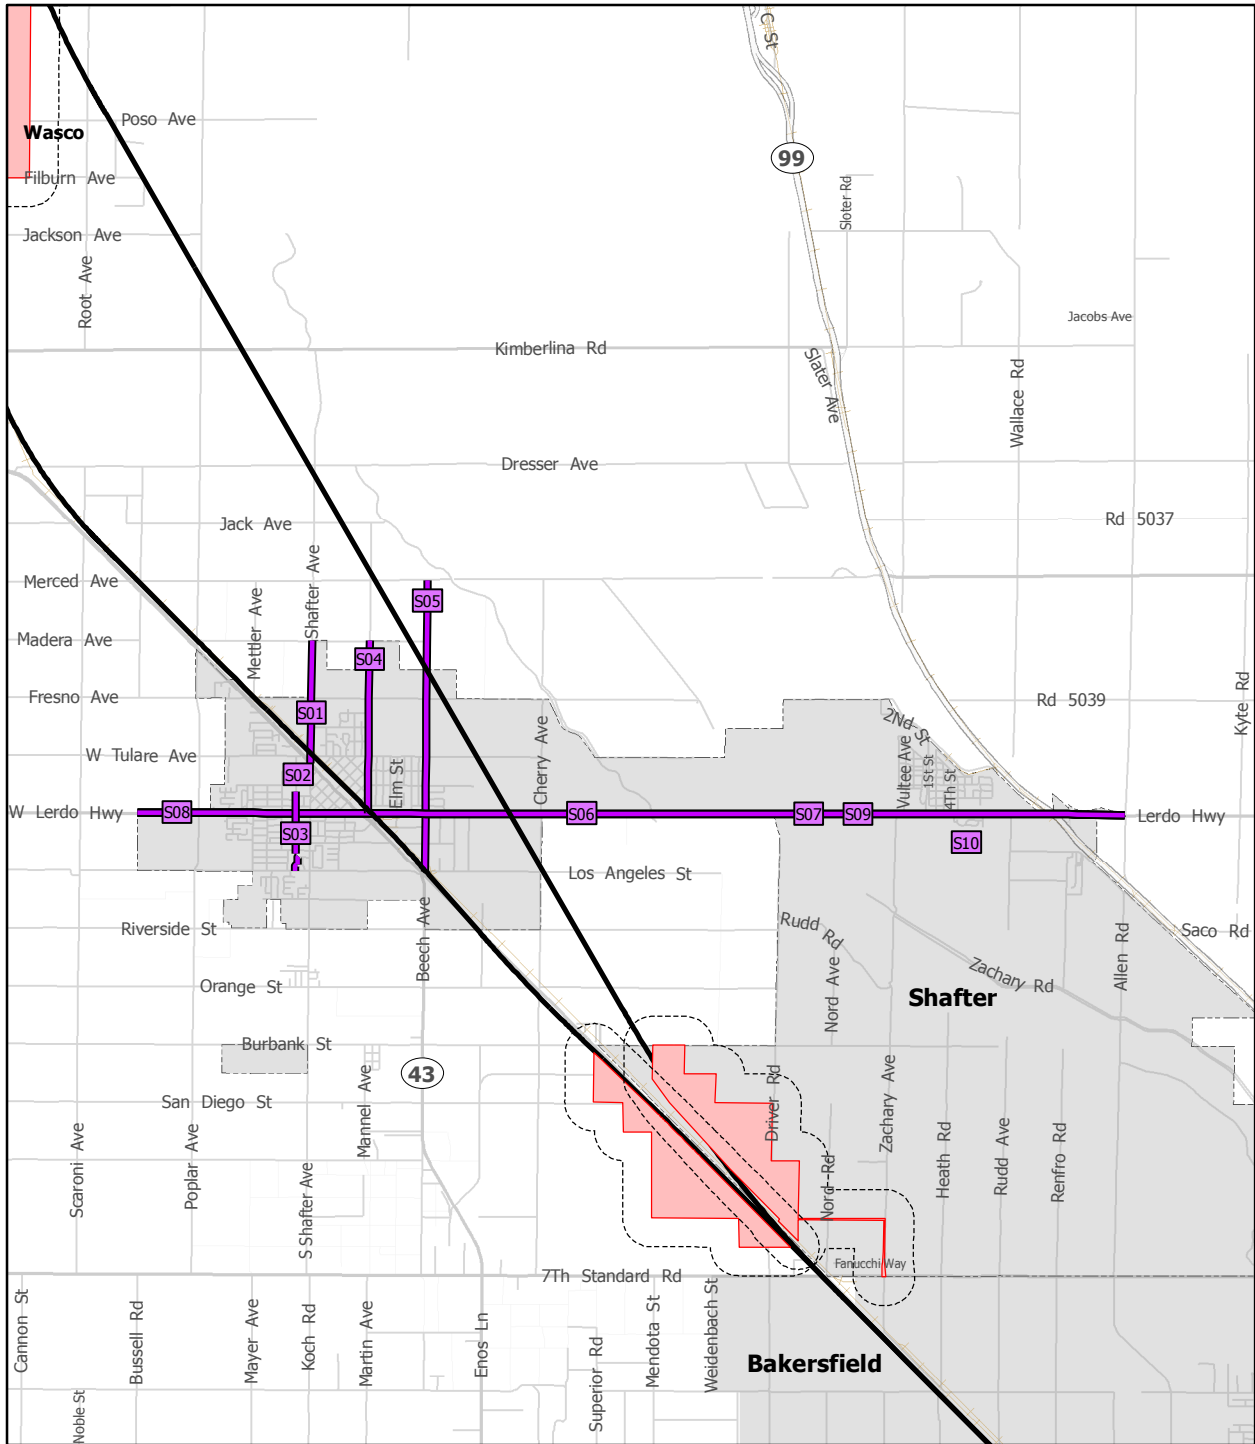 C St
Wasco
Poso Ave
99
Filburn Ave
Sloter Rd
Jackson Ave
Root Ave
Jacobs Ave
Kimberlina Rd
Slater Ave
Wallace Rd
Dresser Ave
Jack Ave
Rd 5037
Shafter Ave
Merced Ave
Mettler Ave
S05
Madera Ave
S04
Fresno Ave
S01
Rd 5039
Kyte Rd
2Nd St
W Tulare Ave
S02
Elm St
Cherry Ave
Vultee Ave
1st St
4Th St
W Lerdo Hwy
S08
S06
S07
S09
Lerdo Hwy
S03
S10
Los Angeles St
Riverside St
Beech Ave
Rudd Rd
Saco Rd
Allen Rd
Nord Ave
Zachary Rd
Orange St
Shafter
Burbank St
43
San Diego St
Mannel Ave
Driver Rd
Zachary Ave
Scaroni Ave
Poplar Ave
S Shafter Ave
Nord Rd
Heath Rd
Rudd Ave
Renfro Rd
Fanucchi Way
7Th Standard Rd
Cannon St
Bussell Rd
Mayer Ave
Koch Rd
Martin Ave
Enos Ln
Superior Rd
Mendota St
Weidenbach St
Bakersfield
Noble St